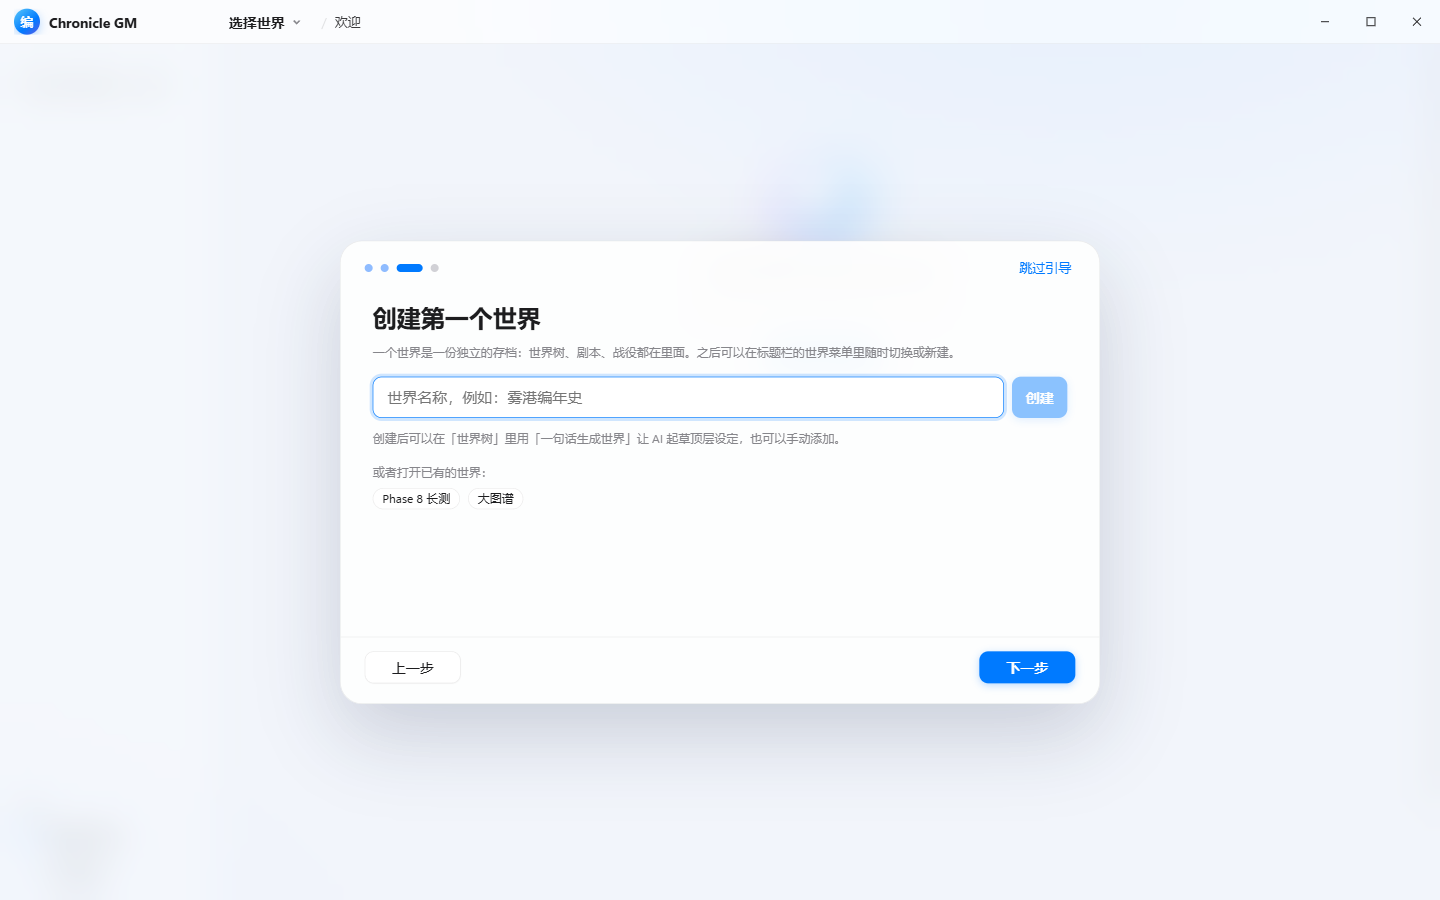 编 Chronicle GM 选择世界 / 欢迎
跳过引导
创建第一个世界
一个世界是一份独立的存档：世界树、剧本、战役都在里面。之后可以在标题栏的世界菜单里随时切换或新建。
世界名称，例如：雾港编年史 创建
创建后可以在「世界树」里用「一句话生成世界」让 AI 起草顶层设定，也可以手动添加。
或者打开已有的世界：
Phase 8 长测 大图谱
上一步 下一步